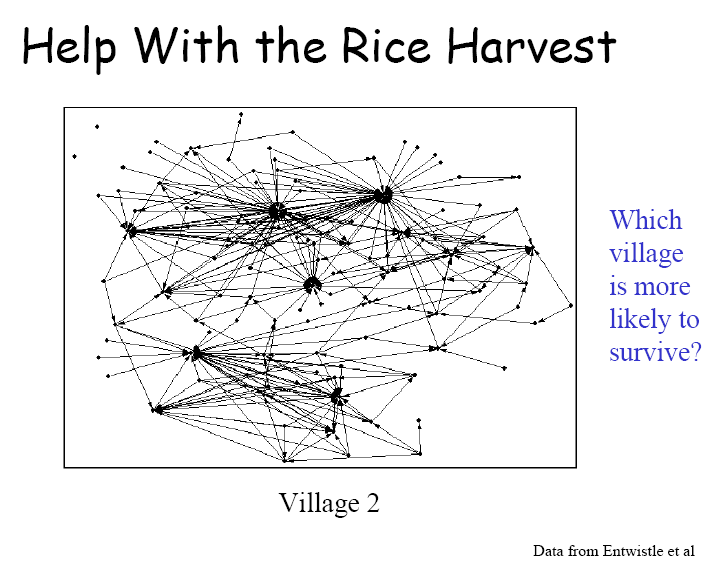 Help With the Rice Harvest
Which
village
is more
likely to
survive?
Village 2
Data from Entwistle et al